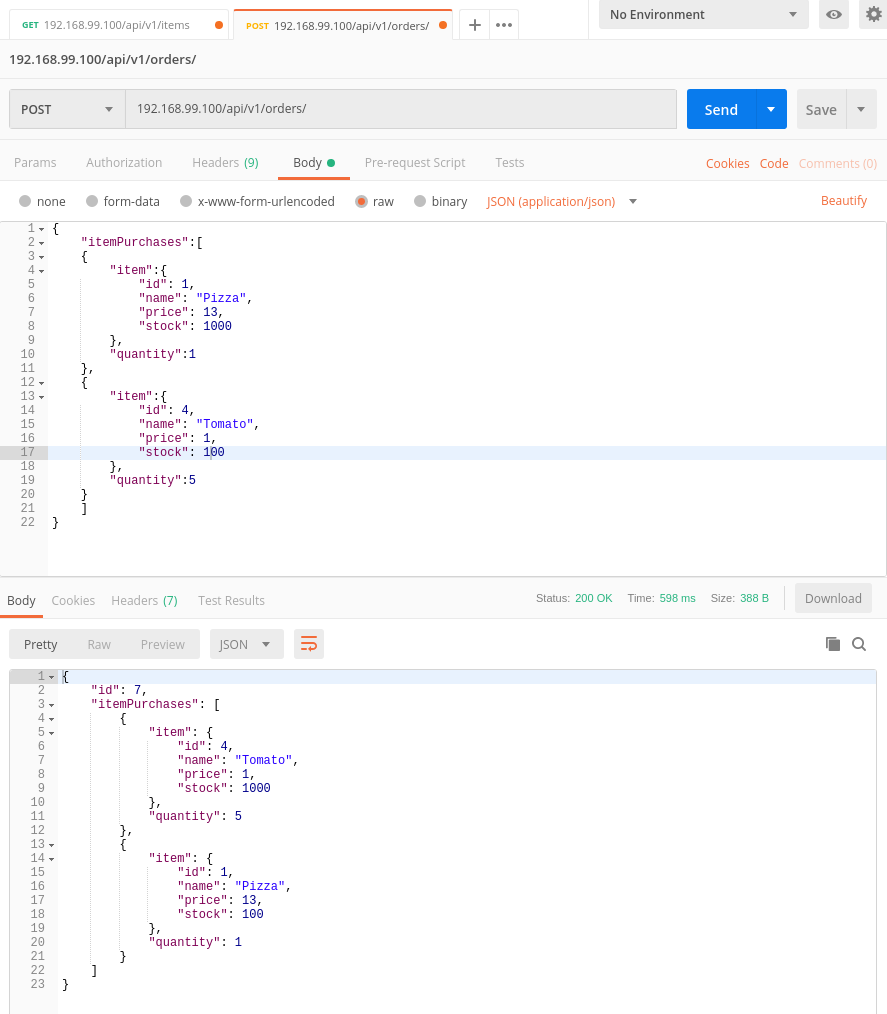 GET 192.168.99.100/api/v1/items
POST 192.168.99.100/api/v1/orders/
No Environment
192.168.99.100/api/v1/orders/
POST 192.168.99.100/api/v1/orders/ Send Save
Params Authorization Headers (9) Body Pre-request Script Tests Cookies Code Comments (0)
none form-data x-www-form-urlencoded raw binary JSON (application/json) Beautify
1 {
2 "itemPurchases":[
3 {
4 "item":{
5 "id": 1,
6 "name": "Pizza",
7 "price": 13,
8 "stock": 1000
9 },
10 "quantity":1
11 },
12 {
13 "item":{
14 "id": 4,
15 "name": "Tomato",
16 "price": 1,
17 "stock": 100
18 },
19 "quantity":5
20 }
21 ]
22 }
Body Cookies Headers (7) Test Results Status: 200 OK Time: 598 ms Size: 388 B Download
Pretty Raw Preview JSON
1 {
2 "id": 7,
3 "itemPurchases": [
4 {
5 "item": {
6 "id": 4,
7 "name": "Tomato",
8 "price": 1,
9 "stock": 1000
10 },
11 "quantity": 5
12 },
13 {
14 "item": {
15 "id": 1,
16 "name": "Pizza",
17 "price": 13,
18 "stock": 100
19 },
20 "quantity": 1
21 }
22 ]
23 }